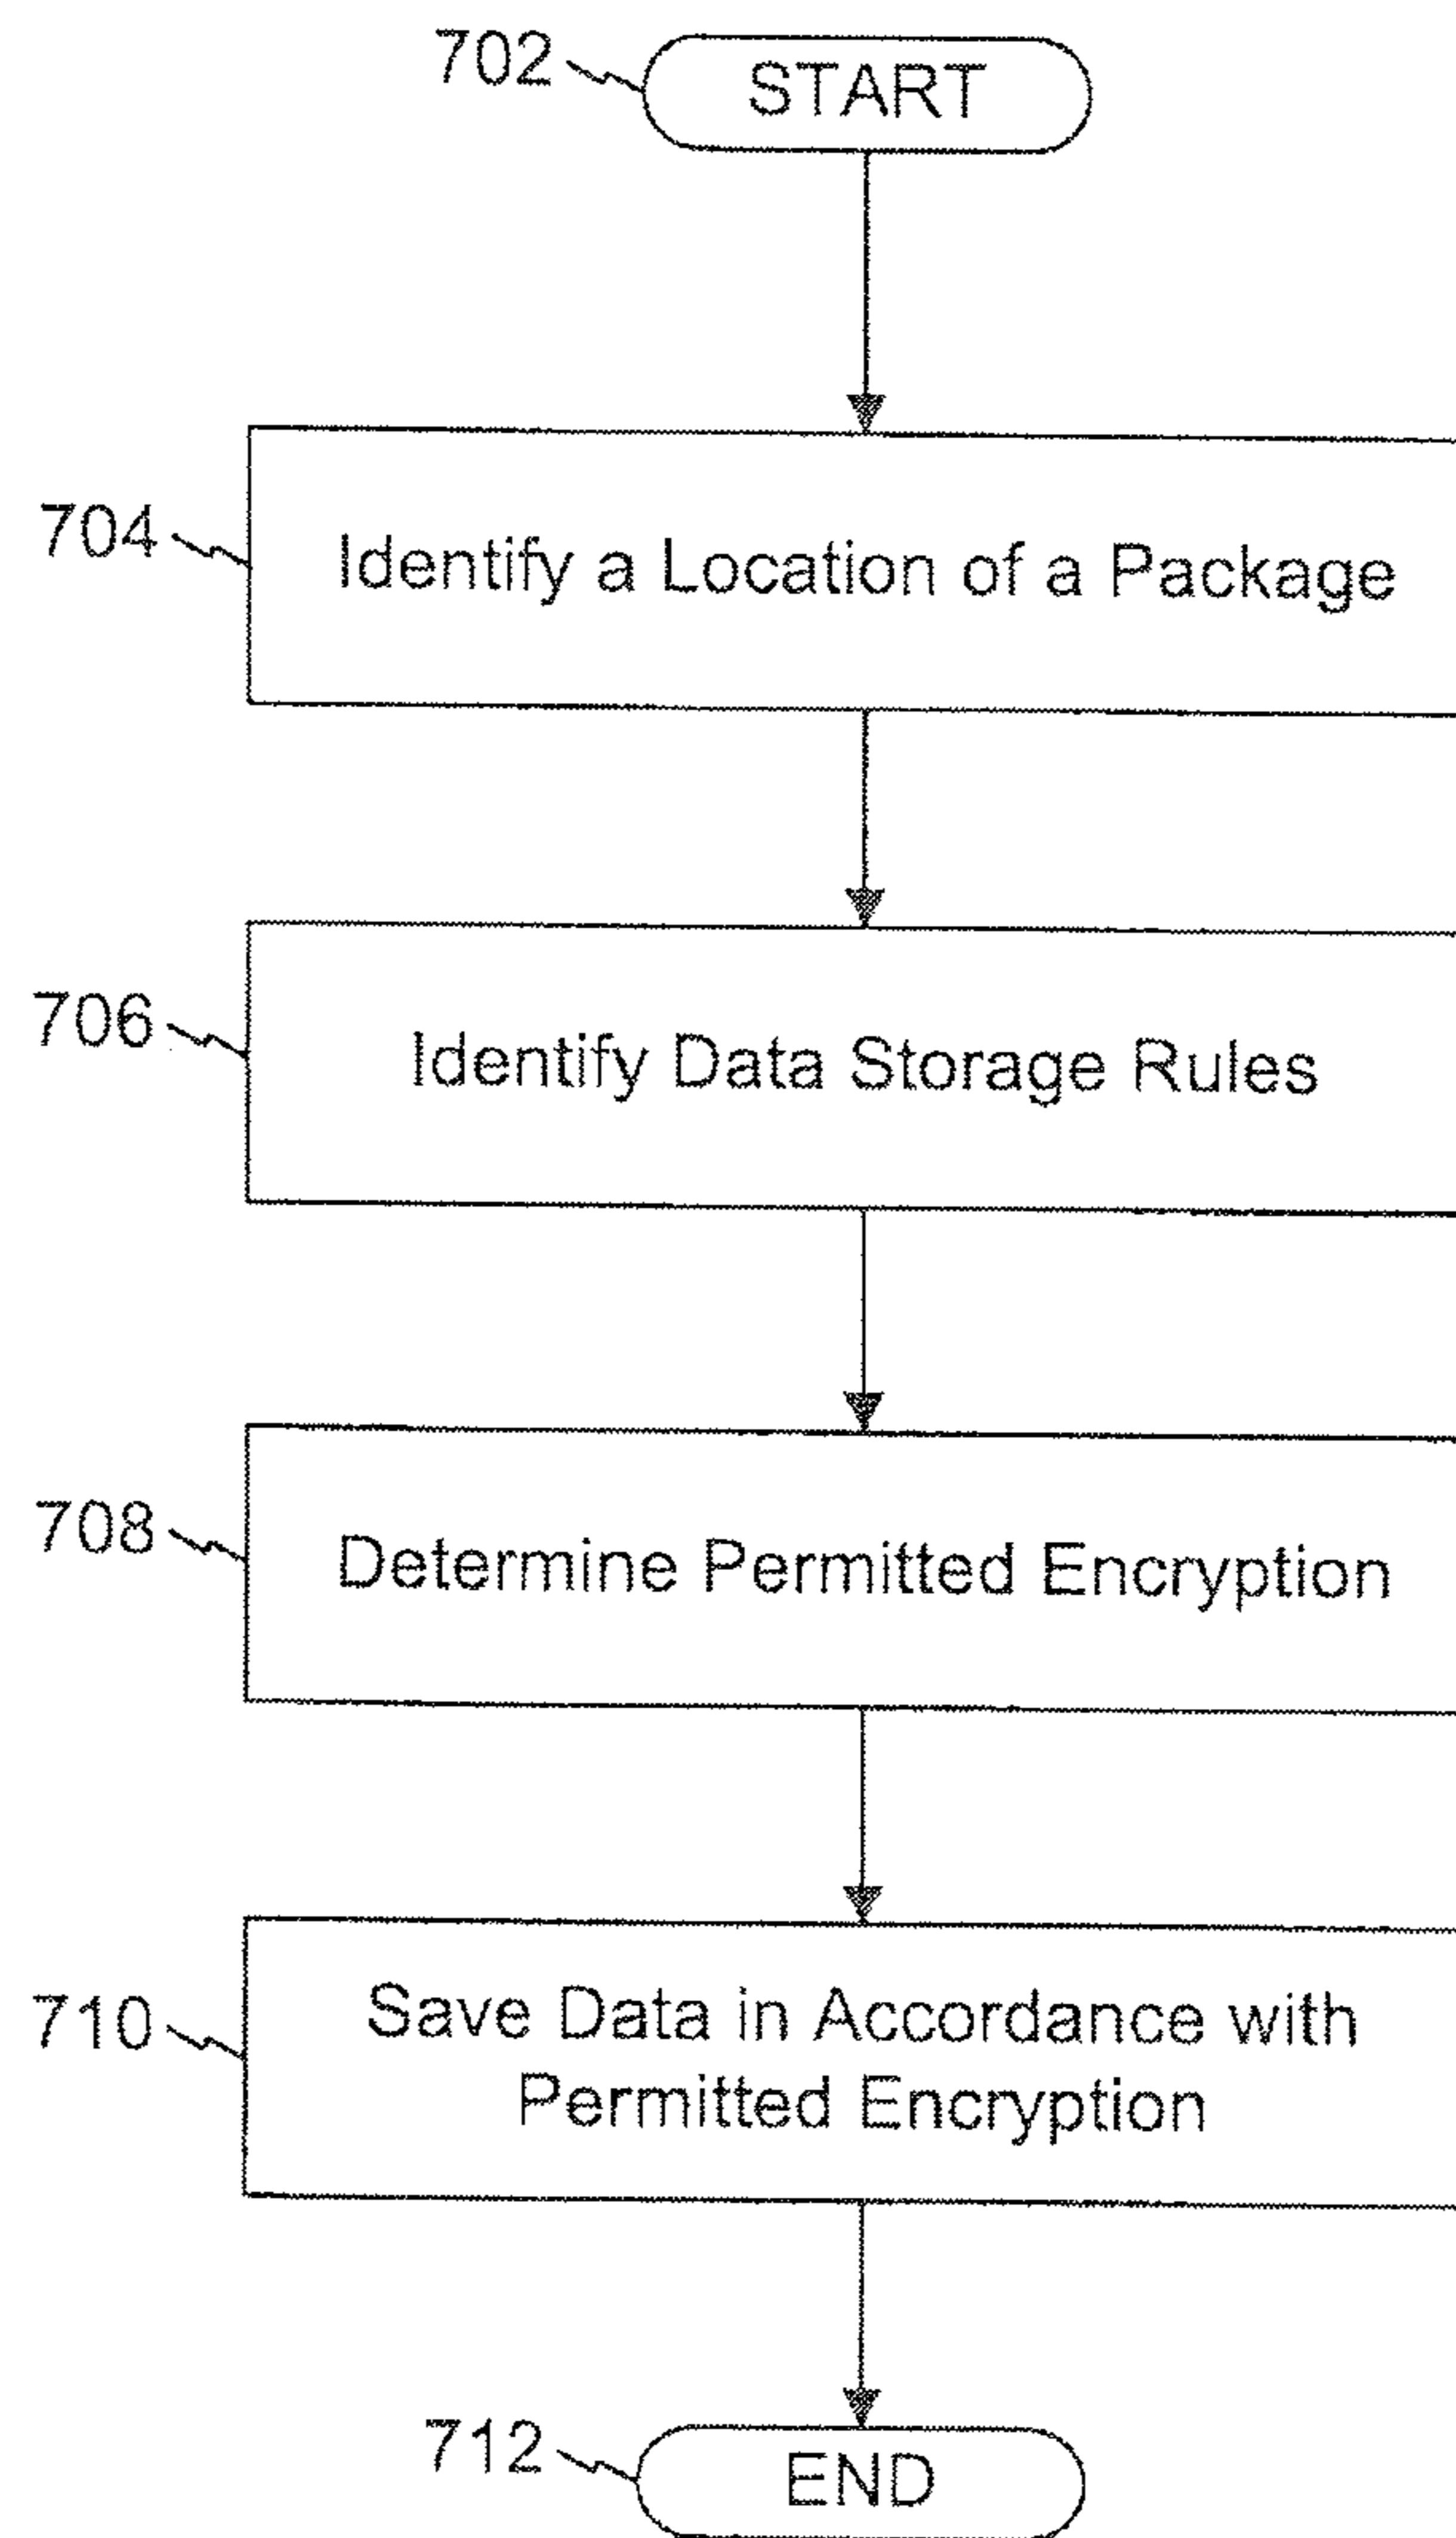 702
START
704
Identify a Location of a Package
706
Identify Data Storage Rules
708
Determine Permitted Encryption
710
Save Data in Accordance with
Permitted Encryption
712
END